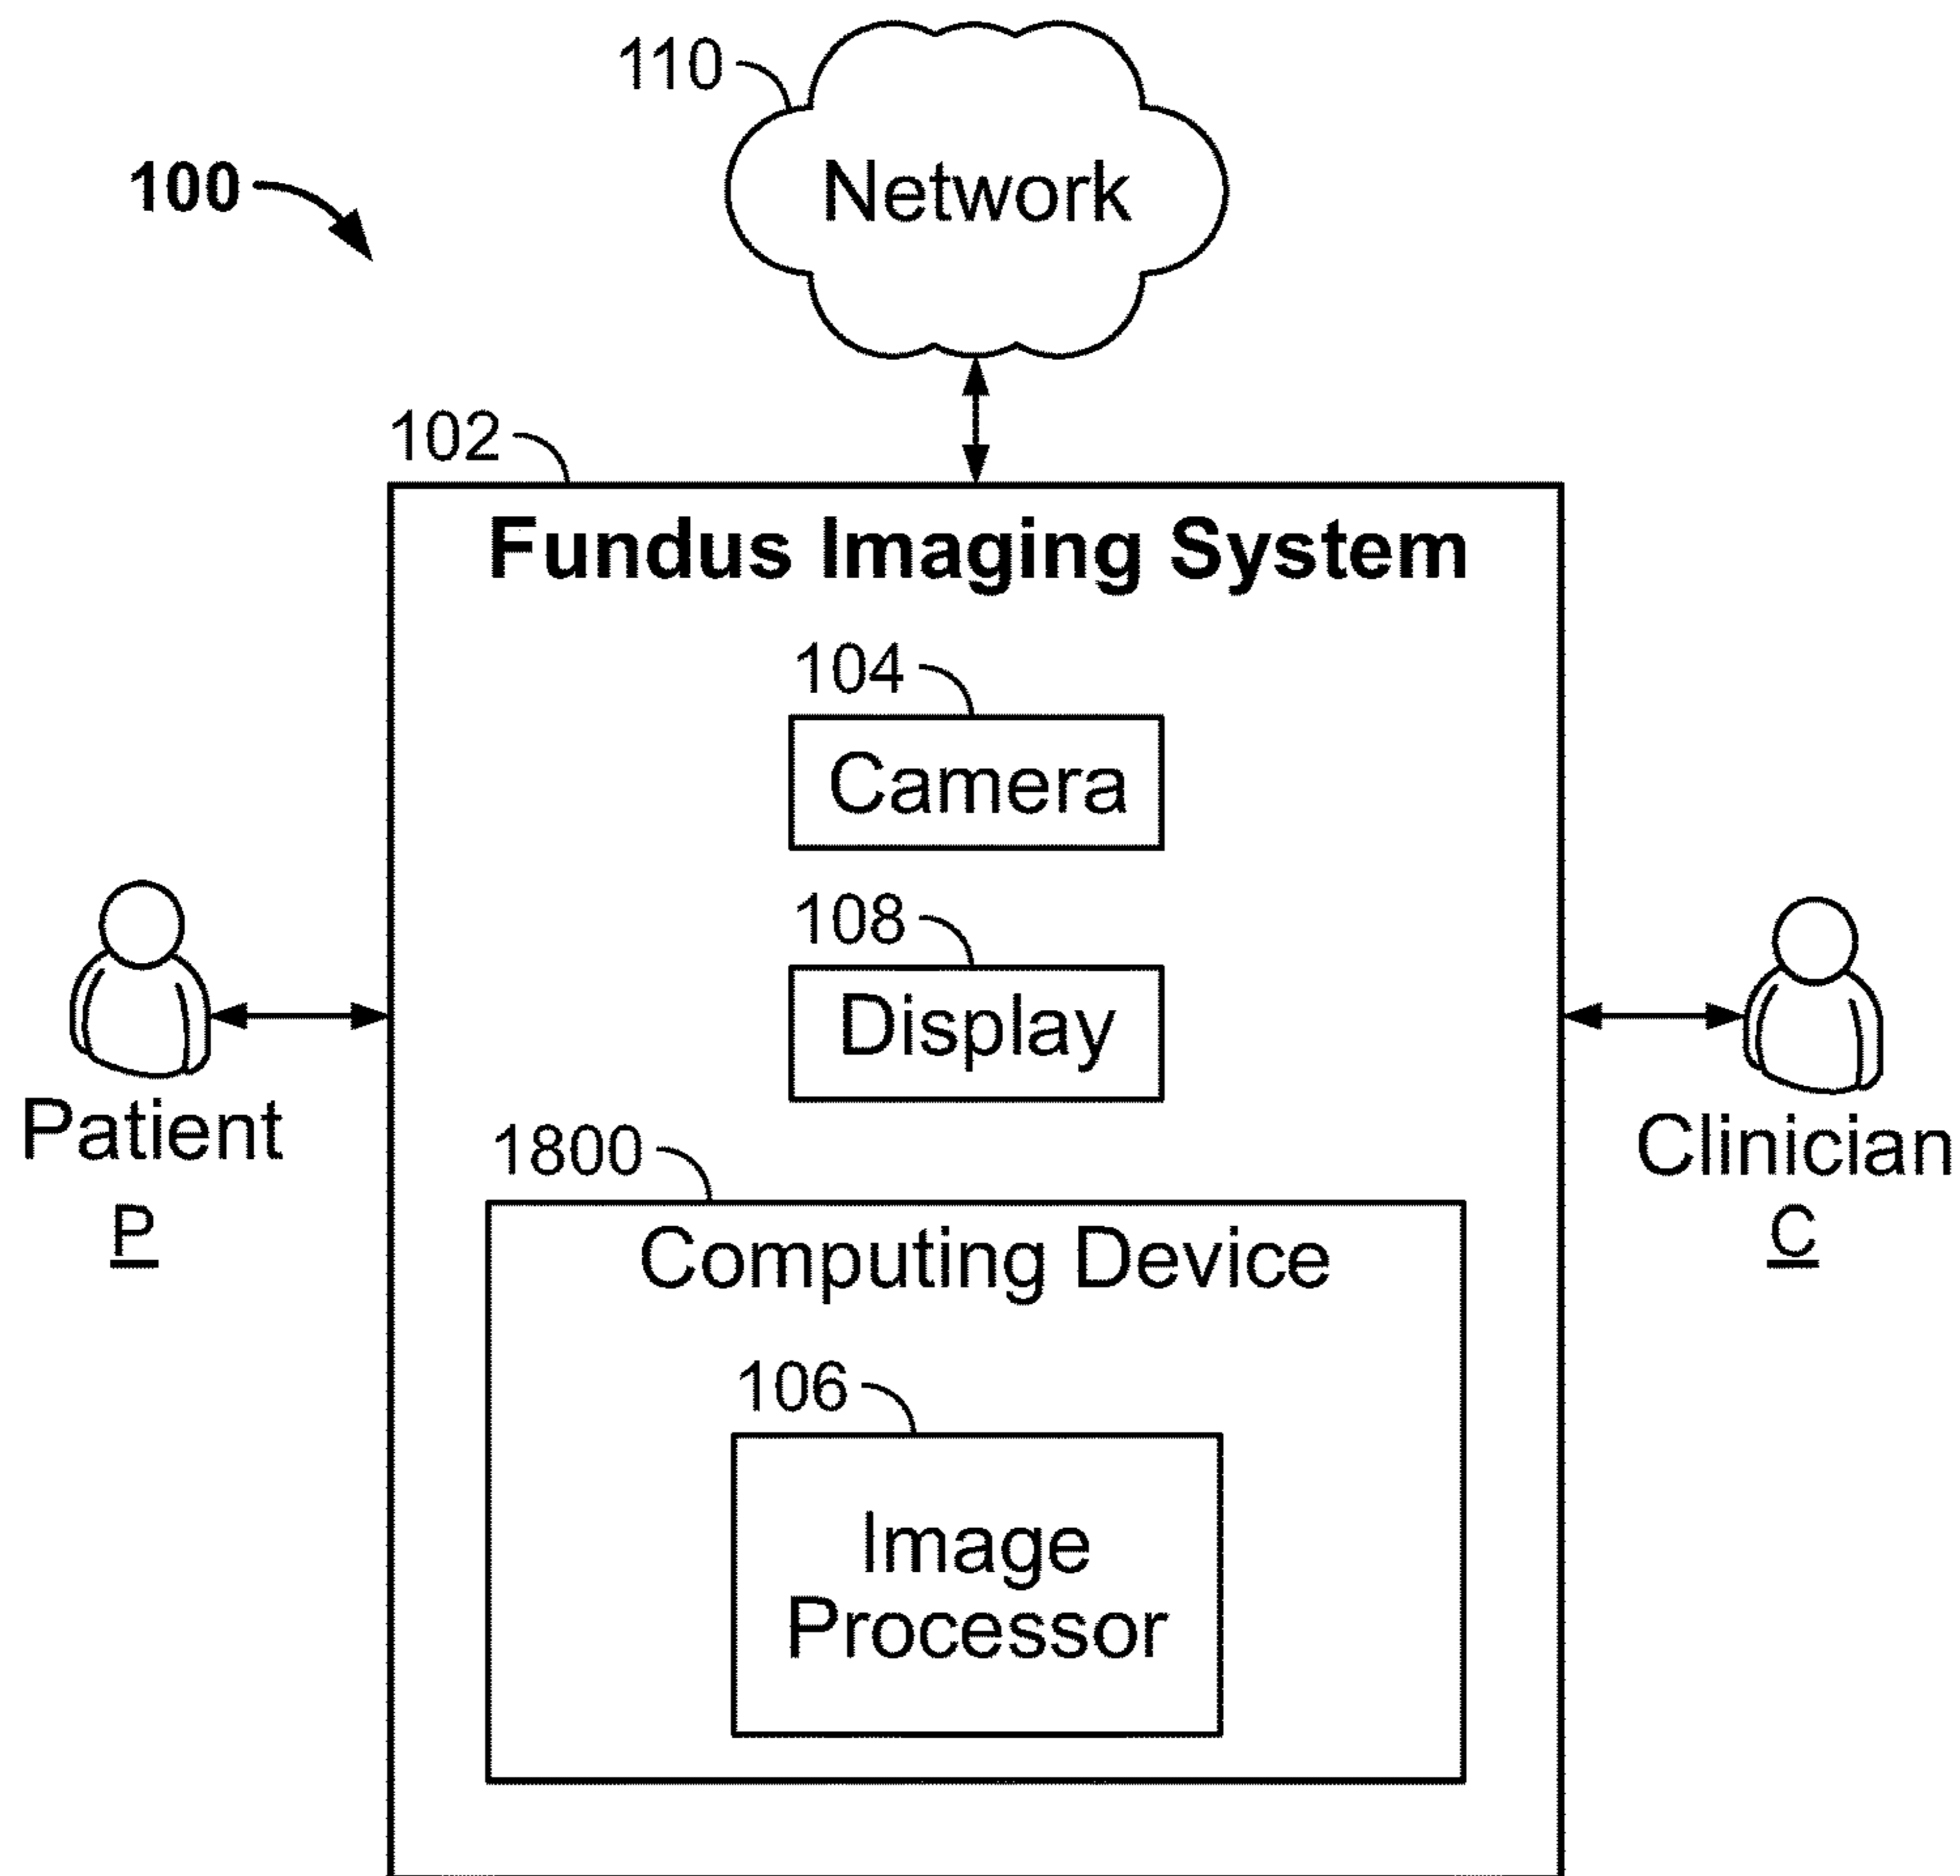 110
Network
100
102
Fundus Imaging System
104
Camera
108
Display
Patient
P
Clinician
C
1800
Computing Device
106
Image
Processor